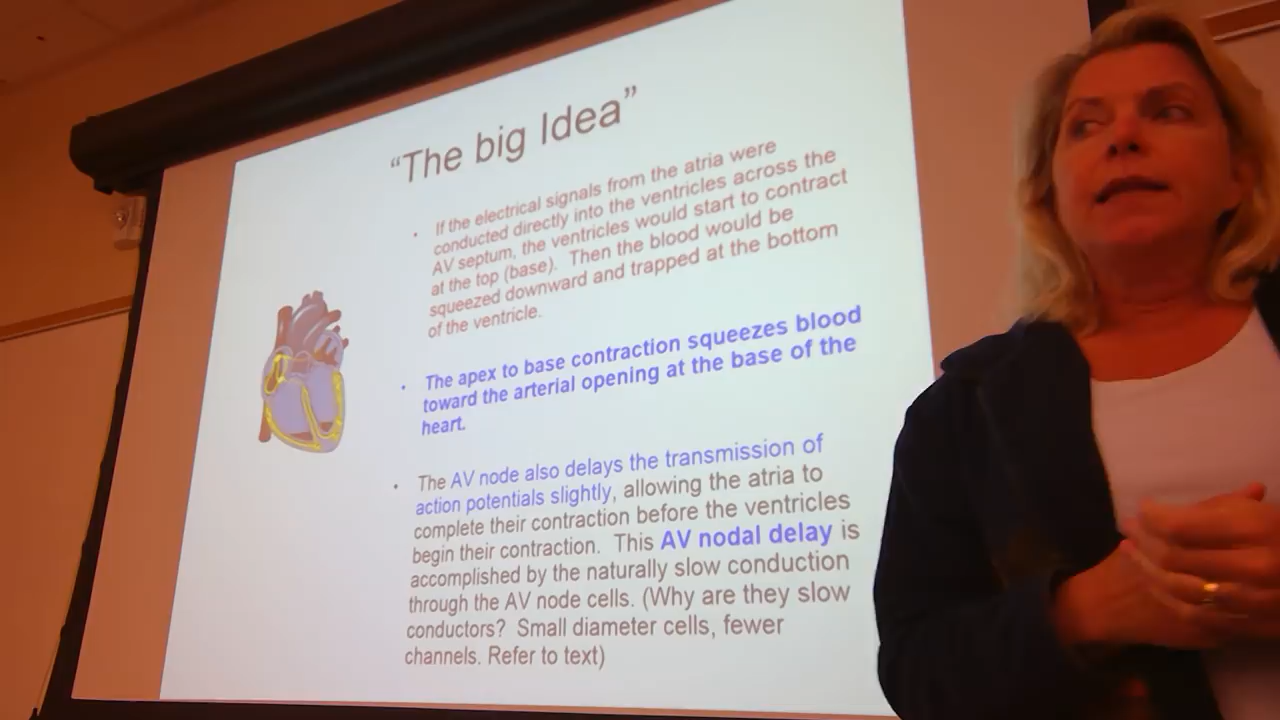 “The big Idea”
If the electrical signals from the atria were
conducted directly into the ventricles across the
AV septum, the ventricles would start to contract
at the top (base). Then the blood would be
squeezed downward and trapped at the bottom
of the ventricle.
The apex to base contraction squeezes blood
toward the arterial opening at the base of the
heart.
The AV node also delays the transmission of
action potentials slightly, allowing the atria to
complete their contraction before the ventricles
begin their contraction. This AV nodal delay is
accomplished by the naturally slow conduction
through the AV node cells. (Why are they slow
conductors? Small diameter cells, fewer
channels. Refer to text)